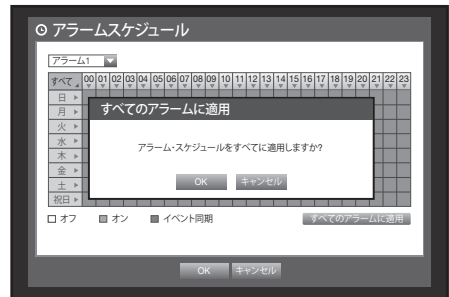 アラームスケジュール
アラーム1
すべて 00 01 02 03 04 05 06 07 08 09 10 11 12 13 14 15 16 17 18 19 20 21 22 23
日
月
すべてのアラームに適用
火
水
アラーム・スケジュールをすべてに適用しますか?
木
金
OK キャンセル
土
祝日
オフ オン イベント同期 すべてのアラームに適用
OK キャンセル